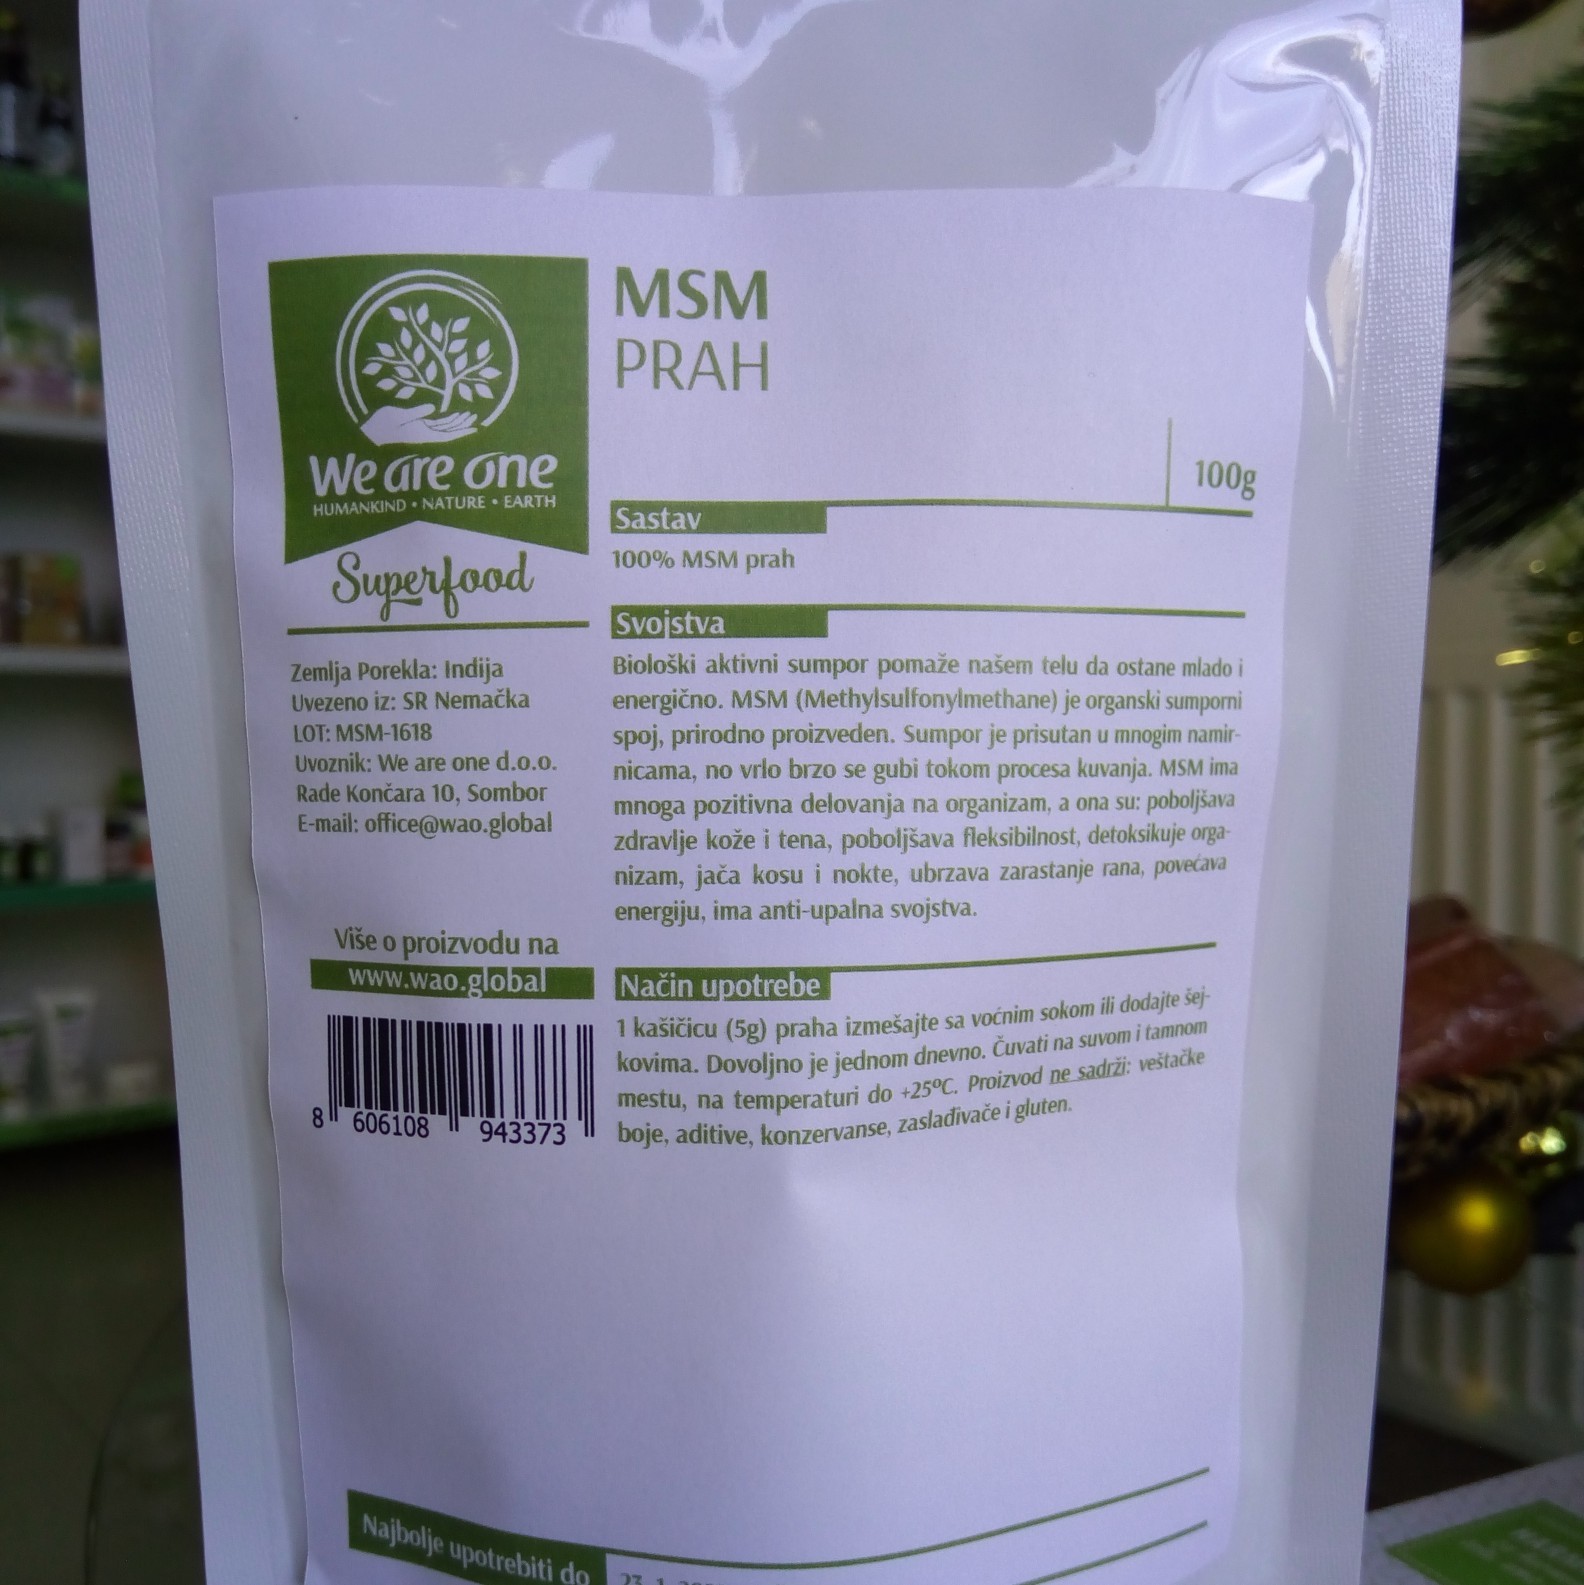 We are one
HUMANKIND • NATURE • EARTH
Superfood
Zemlja Porekla: Indija
Uvezeno iz: SR Nemačka
LOT: MSM-1618
Uvoznik: We are one d.o.o.
Rade Končara 10, Sombor
E-mail: office@wao.global
Više o proizvodu na
www.wao.global
8 606108 943373
MSM
PRAH
100g
Sastav
100% MSM prah
Svojstva
Biološki aktivni sumpor pomaže našem telu da ostane mlado i
energično. MSM (Methylsulfonylmethane) je organski sumporni
spoj, prirodno proizveden. Sumpor je prisutan u mnogim namir-
nicama, no vrlo brzo se gubi tokom procesa kuvanja. MSM ima
mnoga pozitivna delovanja na organizam, a ona su: poboljšava
zdravlje kože i tena, poboljšava fleksibilnost, detoksikuje orga-
nizam, jača kosu i nokte, ubrzava zarastanje rana, povećava
energiju, ima anti-upalna svojstva.
Način upotrebe
1 kašičicu (5g) praha izmešajte sa voćnim sokom ili dodajte šej-
kovima. Dovoljno je jednom dnevno. Čuvati na suvom i tamnom
mestu, na temperaturi do +25ºC. Proizvod ne sadrži: veštačke
boje, aditive, konzervanse, zaslađivače i gluten.
Najbolje upotrebiti do